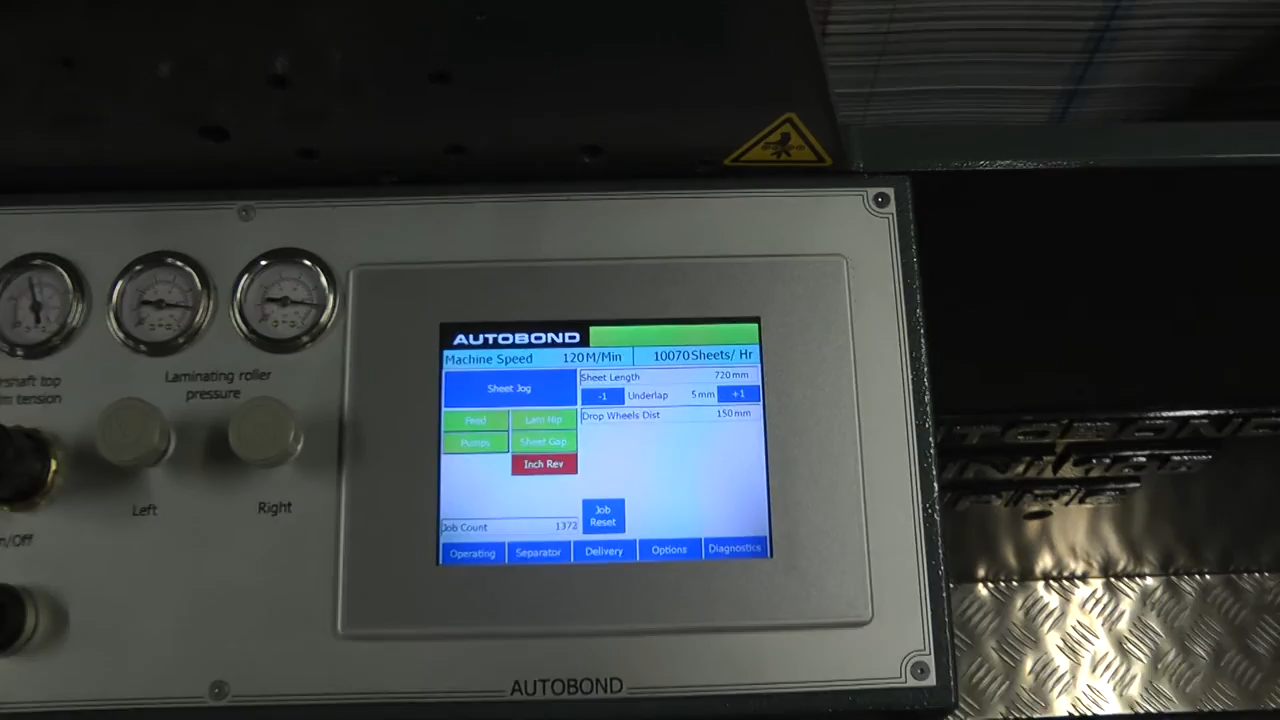 AUTOBOND
Machine Speed 120 M/Min 10070 Sheets/ Hr
Sheet Jog
Sheet Length 720 mm
-1 Underlap 5 mm +1
Feed Lam Nip
Drop Wheels Dist 150 mm
Pumps Sheet Gap
Inch Rev
Job Reset
Job Count 1372
Operating Separator Delivery Options Diagnostics
Laminating roller
pressure
top
tension
Left Right
/Off
AUTOBOND